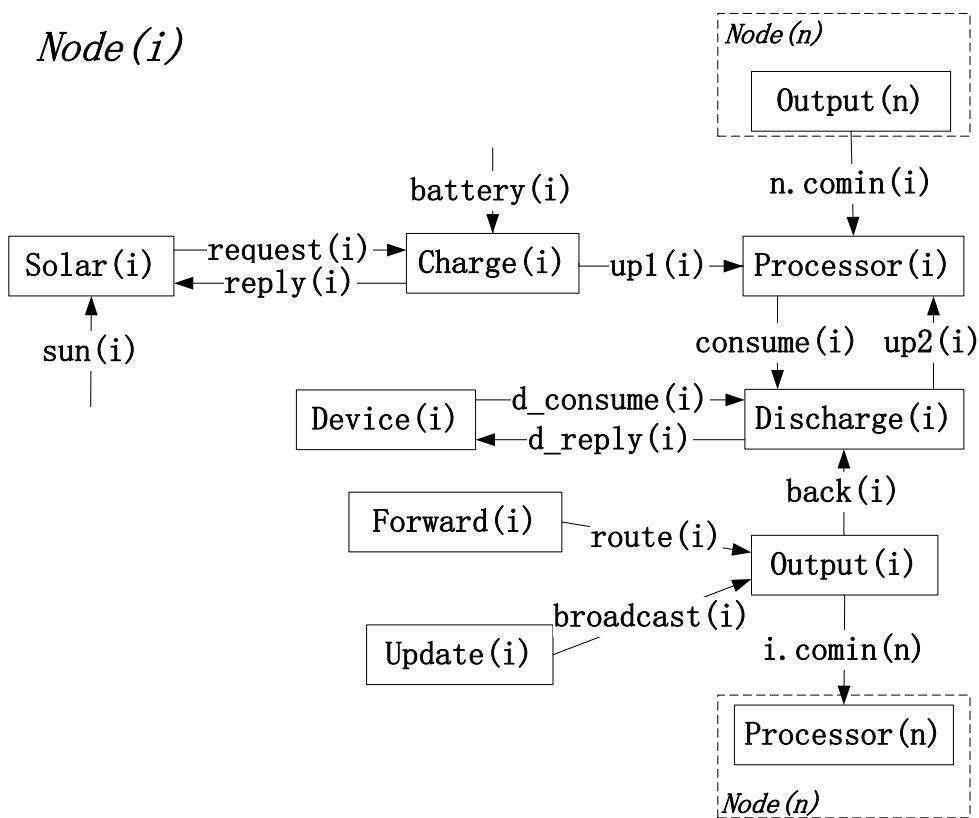 Node(i)
Node(n)
Output(n)
n.comin(i)
battery(i)
Solar(i)
request(i)
reply(i)
Charge(i)
up1(i)
Processor(i)
sun(i)
consume(i)
up2(i)
Device(i)
d_consume(i)
d_reply(i)
Discharge(i)
back(i)
Forward(i)
route(i)
Output(i)
broadcast(i)
Update(i)
i.comin(n)
Processor(n)
Node(n)